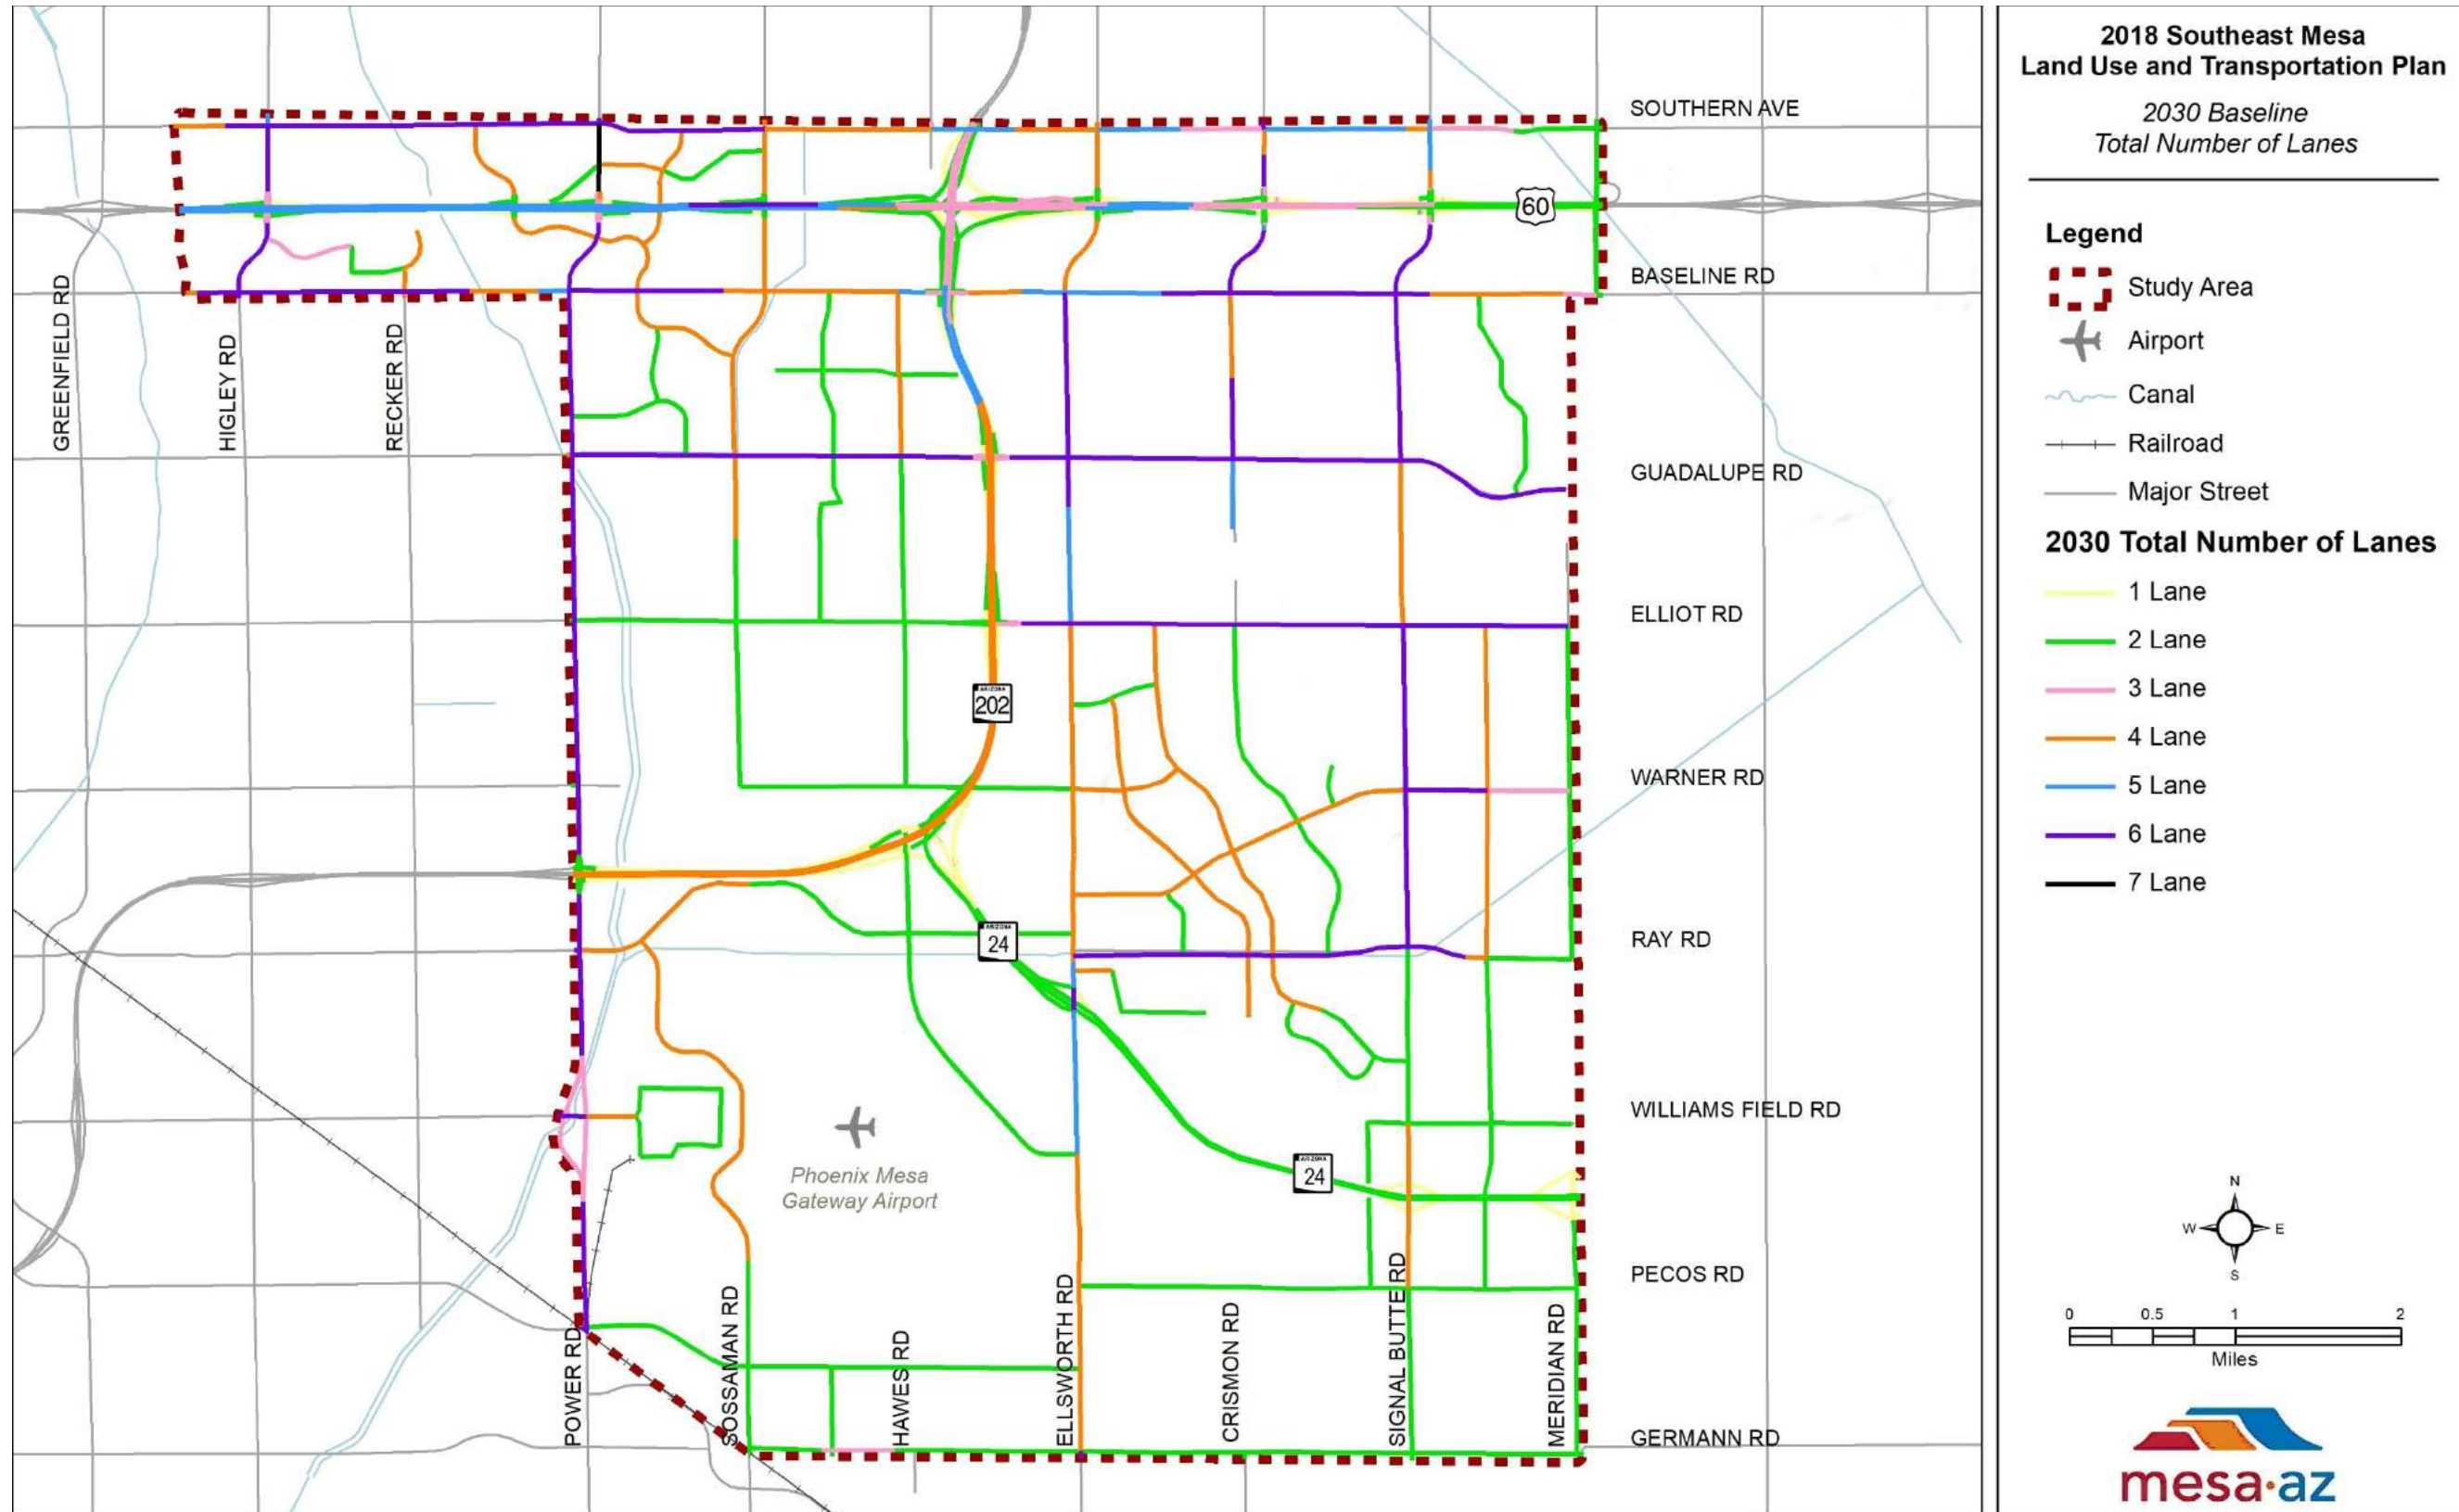 2018 Southeast Mesa
Land Use and Transportation Plan
2030 Baseline
Total Number of Lanes
Legend
Study Area
Airport
Canal
Railroad
Major Street
2030 Total Number of Lanes
1 Lane
2 Lane
3 Lane
4 Lane
5 Lane
6 Lane
7 Lane
SOUTHERN AVE
60
BASELINE RD
GREENFIELD RD
HIGLEY RD
RECKER RD
GUADALUPE RD
ELLIOT RD
ARIZONA
202
WARNER RD
ARIZONA
24
RAY RD
WILLIAMS FIELD RD
Phoenix Mesa
Gateway Airport
ARIZONA
24
PECOS RD
POWER RD
SOSSAMAN RD
HAWES RD
ELLSWORTH RD
CRISMON RD
SIGNAL BUTTE RD
MERIDIAN RD
GERMANN RD
N
W
E
S
0 0.5 1 2
Miles
mesa·az